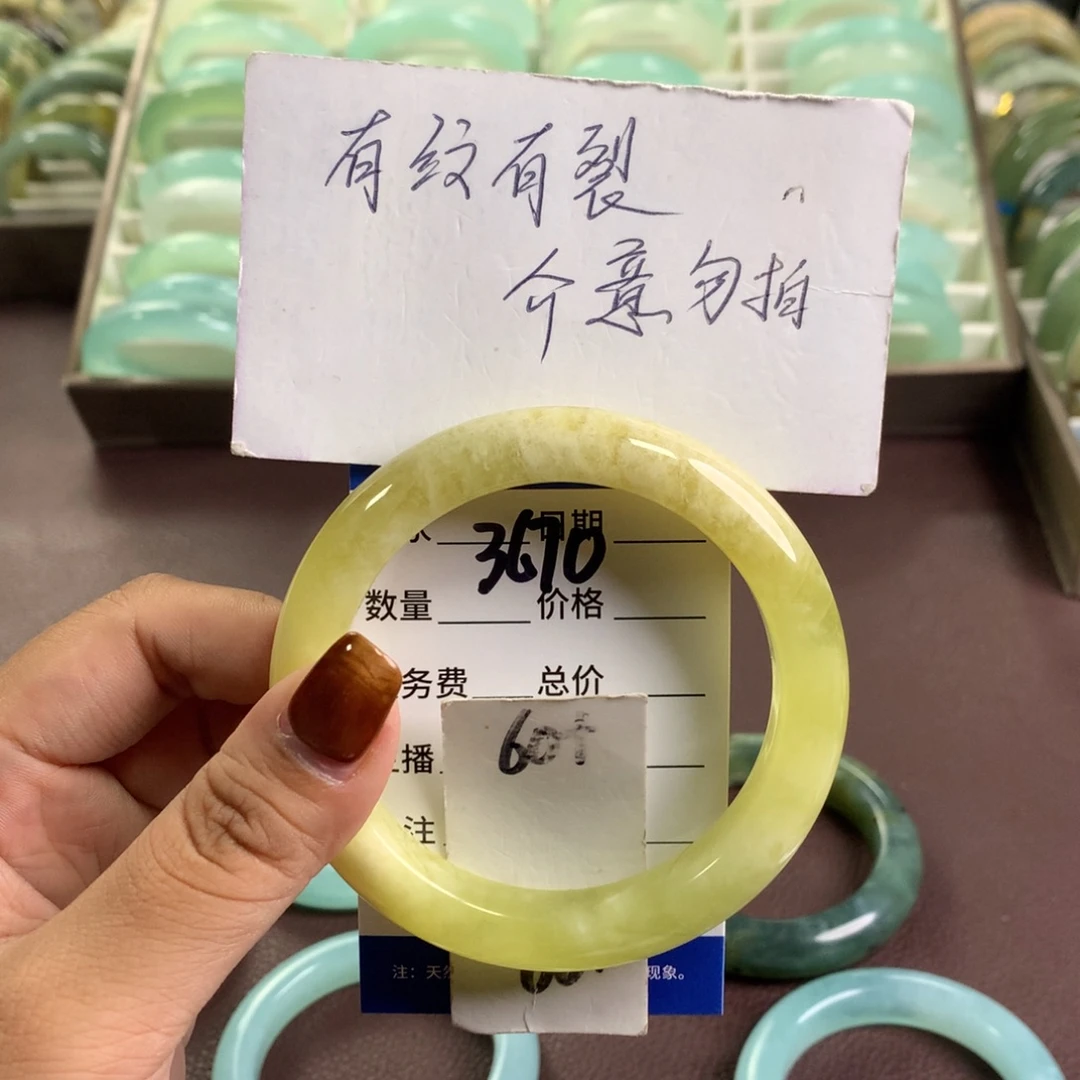 有纹有裂
介意勿拍
3670
日期
数量 价格
务费 总价
播
60+
注
注：天 现象。